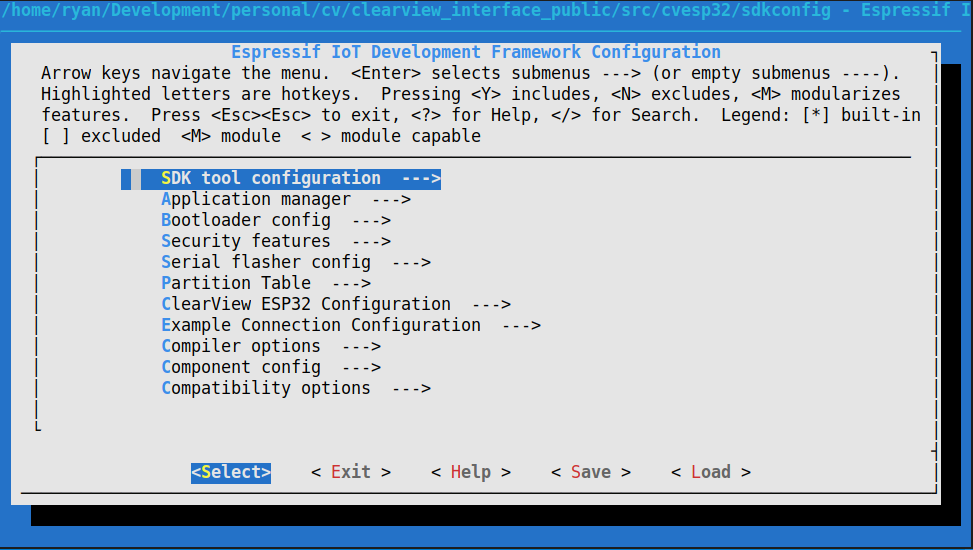 /home/ryan/Development/personal/cv/clearview_interface_public/src/cvesp32/sdkconfig - Espressif I
Espressif IoT Development Framework Configuration
Arrow keys navigate the menu.  <Enter> selects submenus ---> (or empty submenus ----).
Highlighted letters are hotkeys.  Pressing <Y> includes, <N> excludes, <M> modularizes
features.  Press <Esc><Esc> to exit, <?> for Help, </> for Search.  Legend: [*] built-in
[ ] excluded  <M> module  < > module capable
SDK tool configuration  --->
Application manager  --->
Bootloader config  --->
Security features  --->
Serial flasher config  --->
Partition Table  --->
ClearView ESP32 Configuration  --->
Example Connection Configuration  --->
Compiler options  --->
Component config  --->
Compatibility options  --->
<Select>    < Exit >    < Help >    < Save >    < Load >